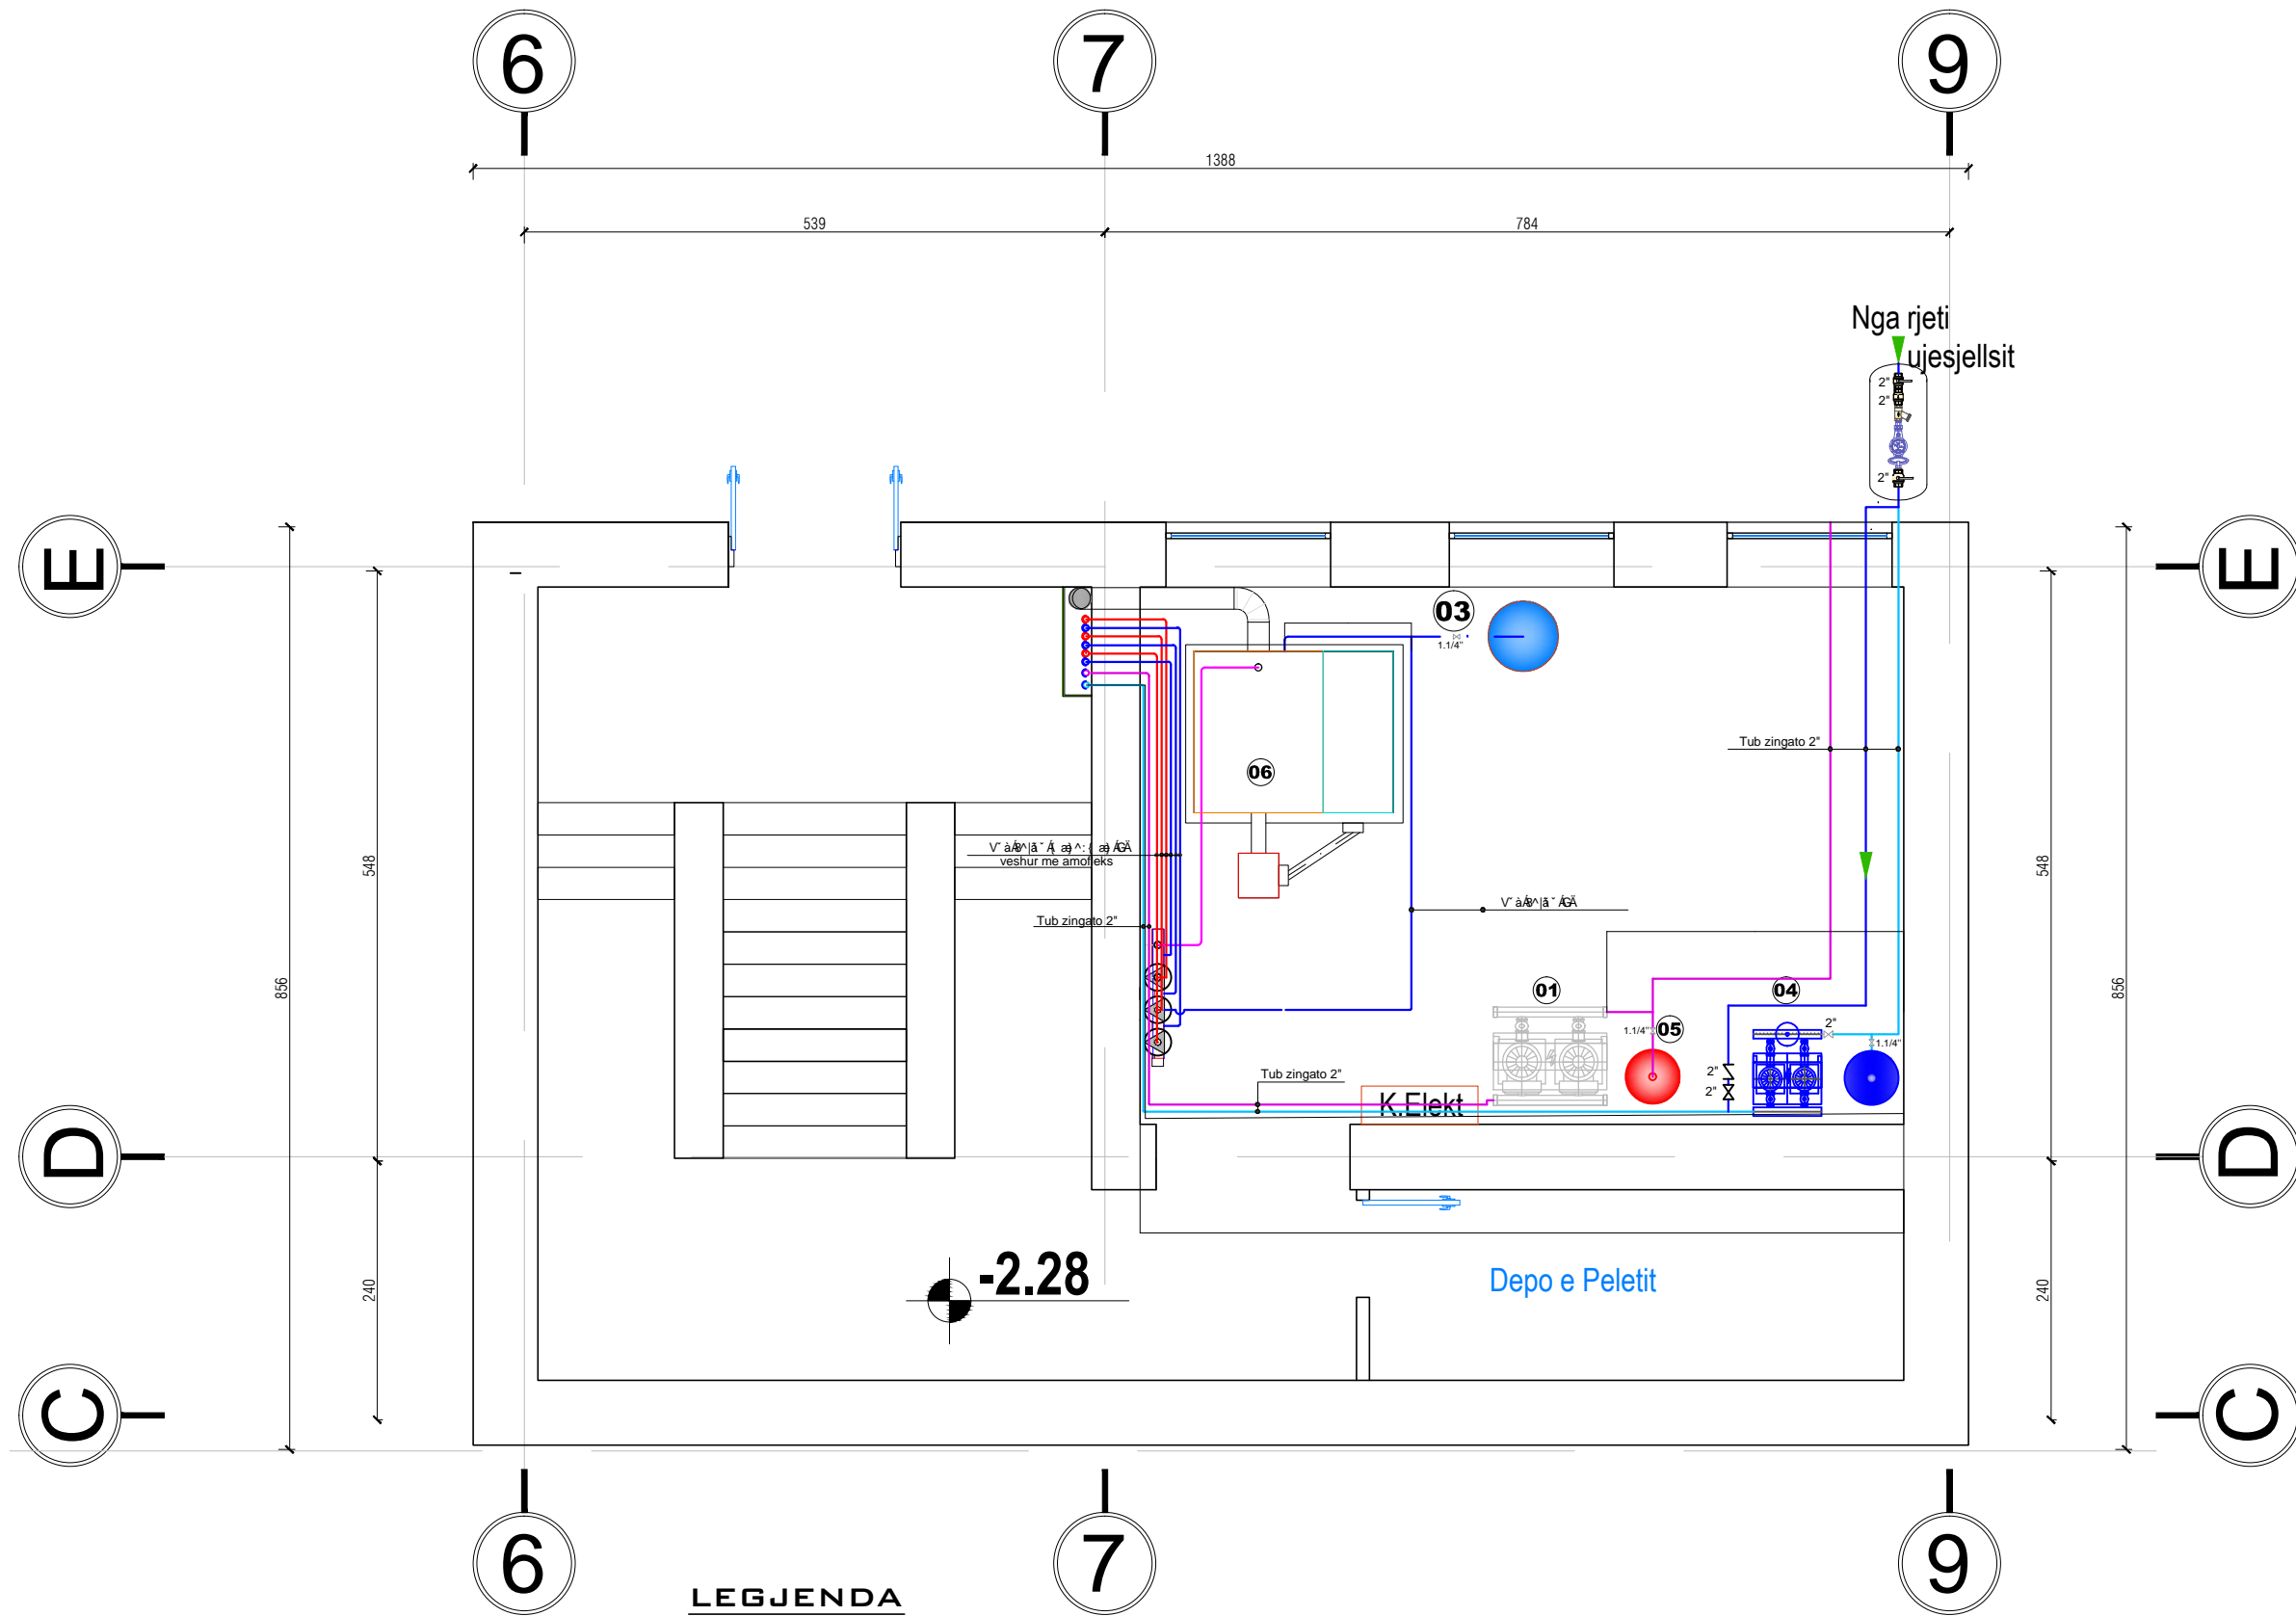 6
7
9
1388
539
784
Nga rjeti
ujesjellsit
2"
2"
2"
E
E
03
1.1/4"
Tub zingato 2"
06
548
548
veshur me amofleks
Tub zingato 2"
856
856
01
04
1.1/4"
05
2"
1.1/4"
2"
2"
Tub zingato 2"
K.Elekt
D
D
-2.28
Depo e Peletit
240
240
C
C
6
7
9
LEGJENDA